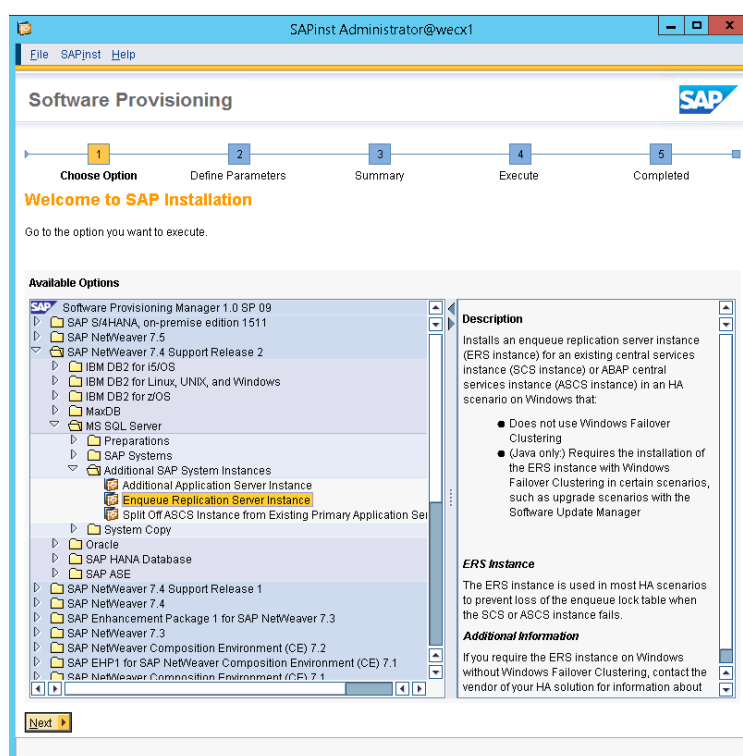 SAPinst Administrator@wecx1
File SAPinst Help
Software Provisioning
SAP
1 2 3 4 5
Choose Option Define Parameters Summary Execute Completed
Welcome to SAP Installation
Go to the option you want to execute.
Available Options
SAP Software Provisioning Manager 1.0 SP 09
SAP S/4HANA, on-premise edition 1511
SAP NetWeaver 7.5
SAP NetWeaver 7.4 Support Release 2
IBM DB2 for i5/OS
IBM DB2 for Linux, UNIX, and Windows
IBM DB2 for z/OS
MaxDB
MS SQL Server
Preparations
SAP Systems
Additional SAP System Instances
Additional Application Server Instance
Enqueue Replication Server Instance
Split Off ASCS Instance from Existing Primary Application Ser
System Copy
Oracle
SAP HANA Database
SAP ASE
SAP NetWeaver 7.4 Support Release 1
SAP NetWeaver 7.4
SAP Enhancement Package 1 for SAP NetWeaver 7.3
SAP NetWeaver 7.3
SAP NetWeaver Composition Environment (CE) 7.2
SAP EHP1 for SAP NetWeaver Composition Environment (CE) 7.1
SAP NetWeaver Composition Environment (CE) 7.1
Description
Installs an enqueue replication server instance
(ERS instance) for an existing central services
instance (SCS instance) or ABAP central
services instance (ASCS instance) in an HA
scenario on Windows that:
Does not use Windows Failover
Clustering
(Java only:) Requires the installation of
the ERS instance with Windows
Failover Clustering in certain scenarios,
such as upgrade scenarios with the
Software Update Manager
ERS Instance
The ERS instance is used in most HA scenarios
to prevent loss of the enqueue lock table when
the SCS or ASCS instance fails.
Additional Information
If you require the ERS instance on Windows
without Windows Failover Clustering, contact the
vendor of your HA solution for information about
Next